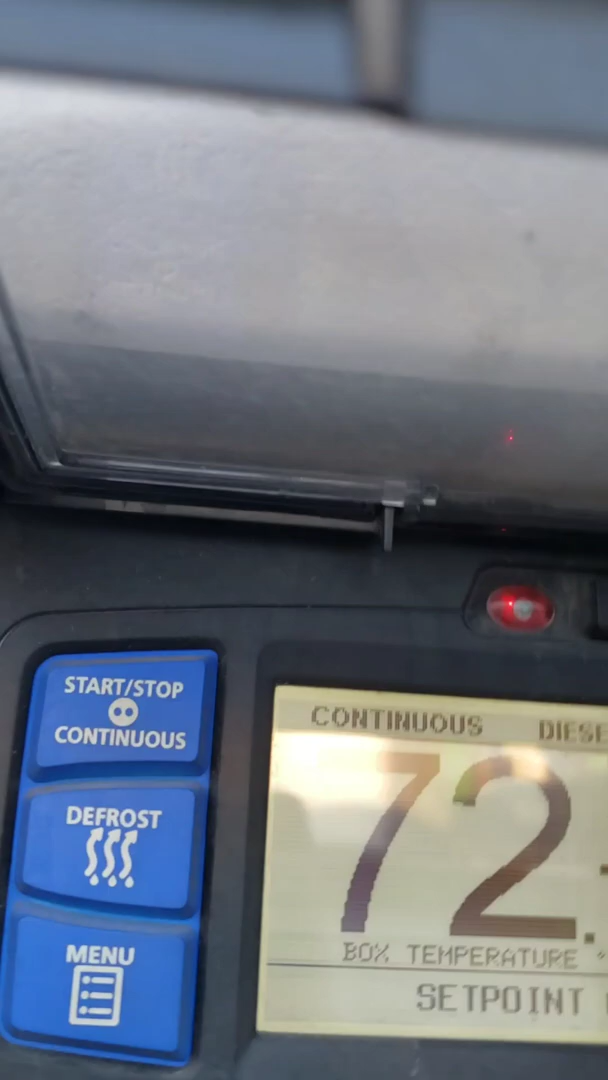 START/STOP
CONTINUOUS
DEFROST
MENU
CONTINUOUS
72.
BOX TEMPERATURE
SETPOINT